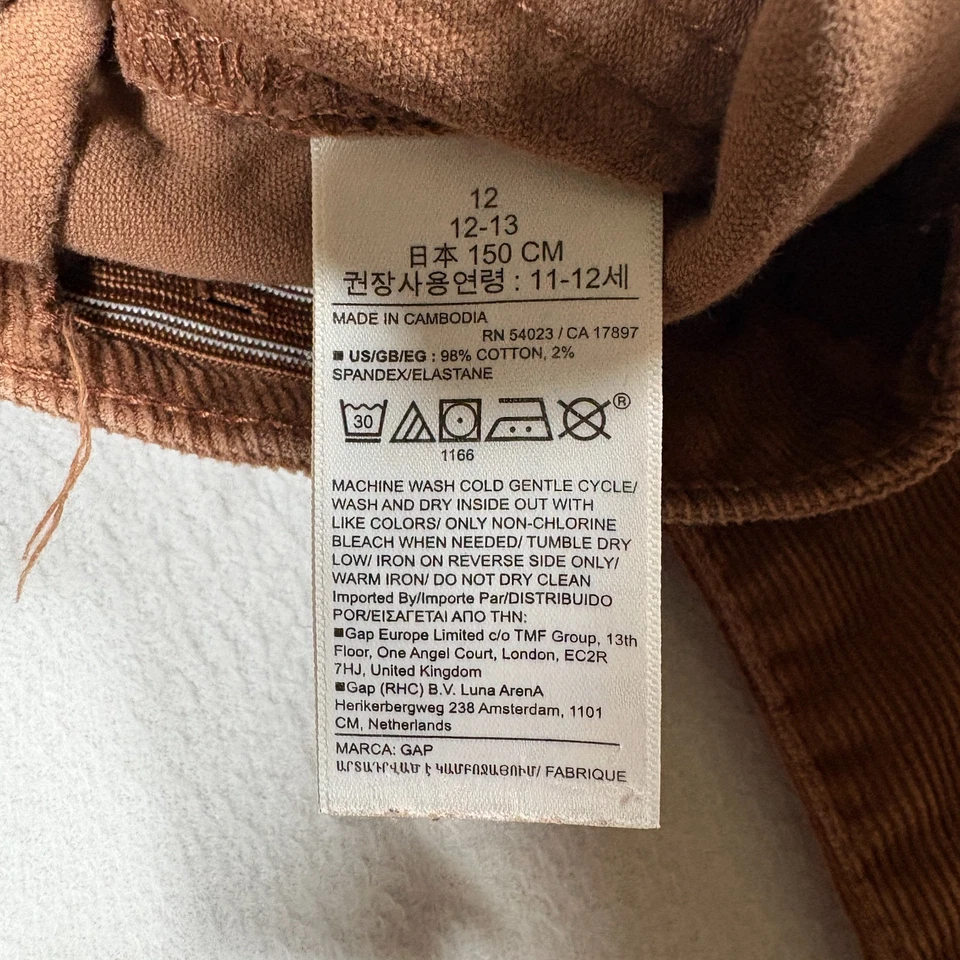 12
12-13
日本 150 CM
권장사용연령 : 11-12세
MADE IN CAMBODIA
RN 54023 / CA 17897
■ US/GB/EG : 98% COTTON, 2%
SPANDEX/ELASTANE
30
®
1166
MACHINE WASH COLD GENTLE CYCLE/
WASH AND DRY INSIDE OUT WITH
LIKE COLORS/ ONLY NON-CHLORINE
BLEACH WHEN NEEDED/ TUMBLE DRY
LOW/ IRON ON REVERSE SIDE ONLY/
WARM IRON/ DO NOT DRY CLEAN
Imported By/Importe Par/DISTRIBUIDO
POR/ΕΙΣΑΓΕΤΑΙ ΑΠΟ ΤΗΝ:
■Gap Europe Limited c/o TMF Group, 13th
Floor, One Angel Court, London, EC2R
7HJ, United Kingdom
■Gap (RHC) B.V. Luna ArenA
Herikerbergweg 238 Amsterdam, 1101
CM, Netherlands
MARCA: GAP
ԱՐՏԱԴՐՎԱԾ Է ԿԱՄԲՈՋԱՅՈՒՄ/ FABRIQUE